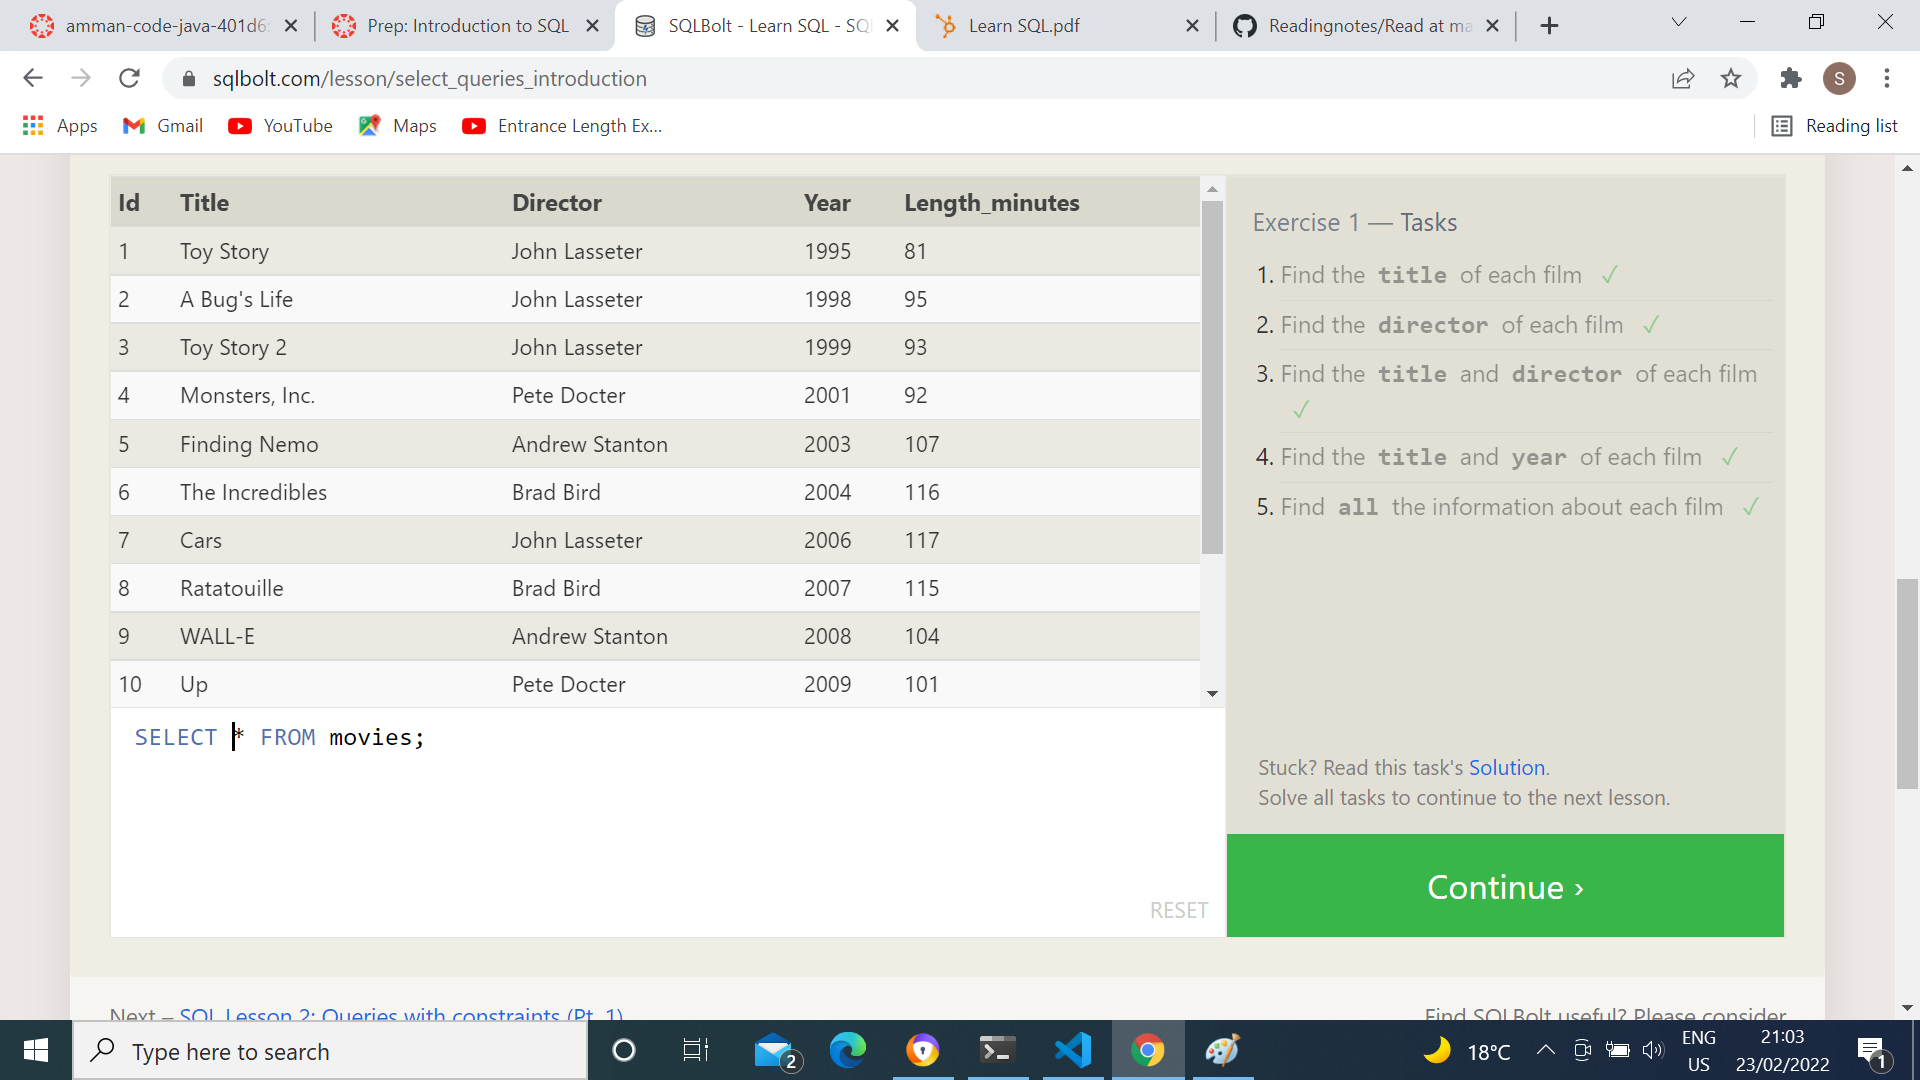 amman-code-java-401d6
Prep: Introduction to SQL
SQLBolt - Learn SQL - SQ
Learn SQL.pdf
Readingnotes/Read at ma
sqlbolt.com/lesson/select_queries_introduction
S
Apps
Gmail
YouTube
Maps
Entrance Length Ex...
Reading list
Id Title Director Year Length_minutes
1 Toy Story John Lasseter 1995 81
2 A Bug's Life John Lasseter 1998 95
3 Toy Story 2 John Lasseter 1999 93
4 Monsters, Inc. Pete Docter 2001 92
5 Finding Nemo Andrew Stanton 2003 107
6 The Incredibles Brad Bird 2004 116
7 Cars John Lasseter 2006 117
8 Ratatouille Brad Bird 2007 115
9 WALL-E Andrew Stanton 2008 104
10 Up Pete Docter 2009 101
SELECT * FROM movies;
RESET
Exercise 1 — Tasks
1. Find the title of each film ✓
2. Find the director of each film ✓
3. Find the title and director of each film
✓
4. Find the title and year of each film ✓
5. Find all the information about each film ✓
Stuck? Read this task's Solution.
Solve all tasks to continue to the next lesson.
Continue ›
Next – SQL Lesson 2: Queries with constraints (Pt. 1)
Find SQLBolt useful? Please consider
Type here to search
2
18°C
ENG
US
21:03
23/02/2022
1